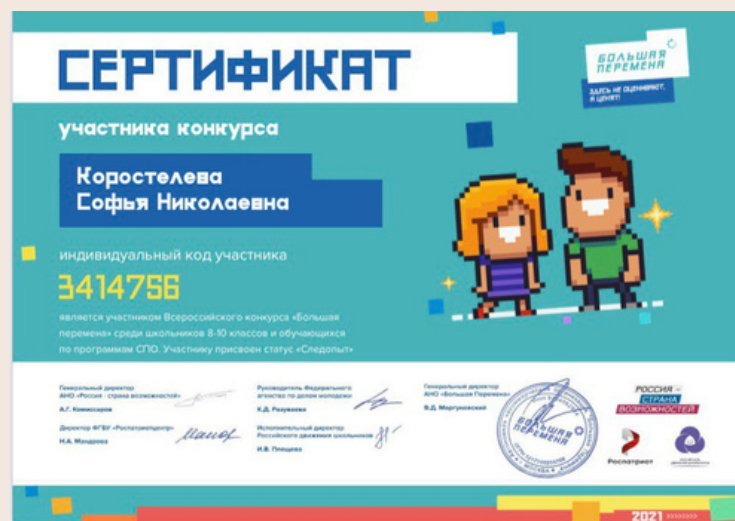 СЕРТИФИКАТ
БОЛЬШАЯ
ПЕРЕМЕНА
ЗДЕСЬ НЕ ОЦЕНИВАЮТ,
А ЦЕНЯТ!
участника конкурса
Коростелева
Софья Николаевна
индивидуальный код участника
3414756
является участником Всероссийского конкурса «Большая
перемена» среди школьников 8-10 классов и обучающихся
по программам СПО. Участнику присвоен статус «Следопыт»
Генеральный директор
АНО «Россия - страна возможностей»
А.Г. Комиссаров
Директор ФГБУ «Роспатриотцентр»
Н.А. Мандрова
Руководитель Федерального
агентства по делам молодежи
К.Д. Разуваева
Исполнительный директор
Российского движения школьников
И.В. Плещева
Генеральный директор
АНО «Большая Перемена»
В.Д. Моргуновский
БОЛЬШАЯ
ПЕРЕМЕНА
МОСКВА
РОССИЯ –
СТРАНА
ВОЗМОЖНОСТЕЙ
Роспатриот
2021